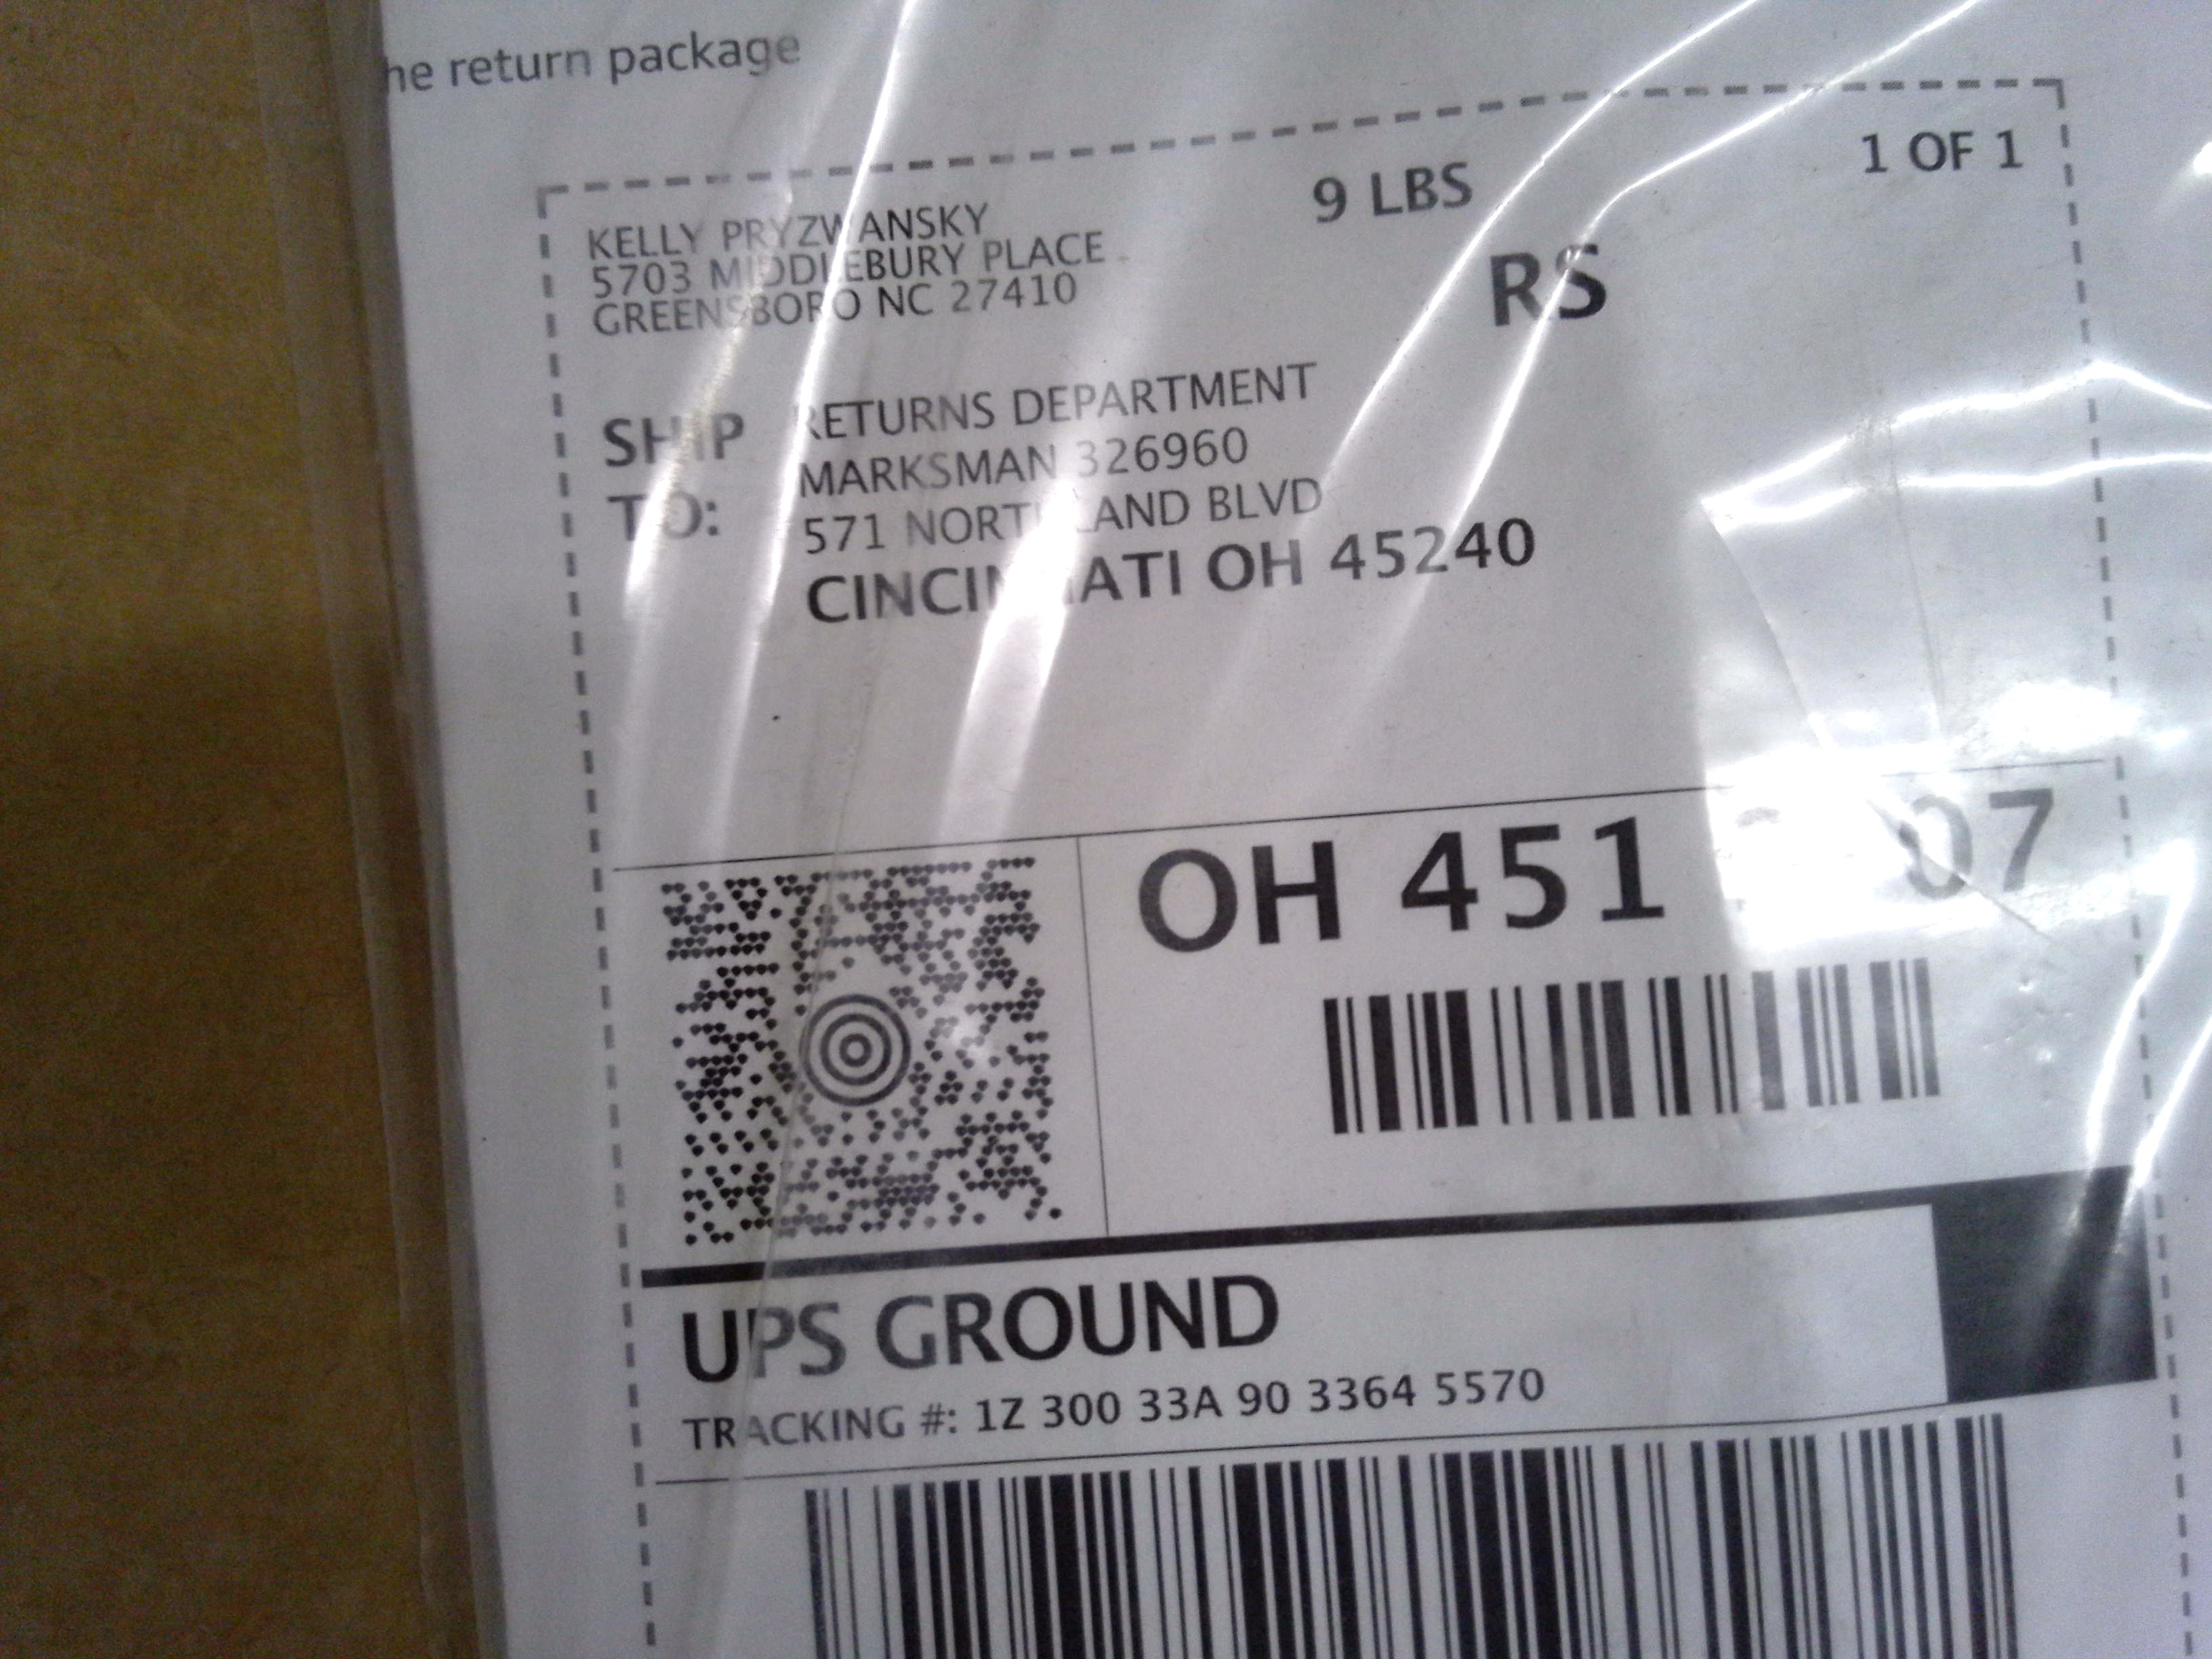 he return package
1 OF 1
9 LBS
RS
KELLY PRYZWANSKY
5703 MIDDLEBURY PLACE
GREENSBORO NC 27410
SHIP TO:
RETURNS DEPARTMENT
MARKSMAN 326960
571 NORTHLAND BLVD
CINCINNATI OH 45240
OH 451 07
UPS GROUND
TRACKING #: 1Z 300 33A 90 3364 5570